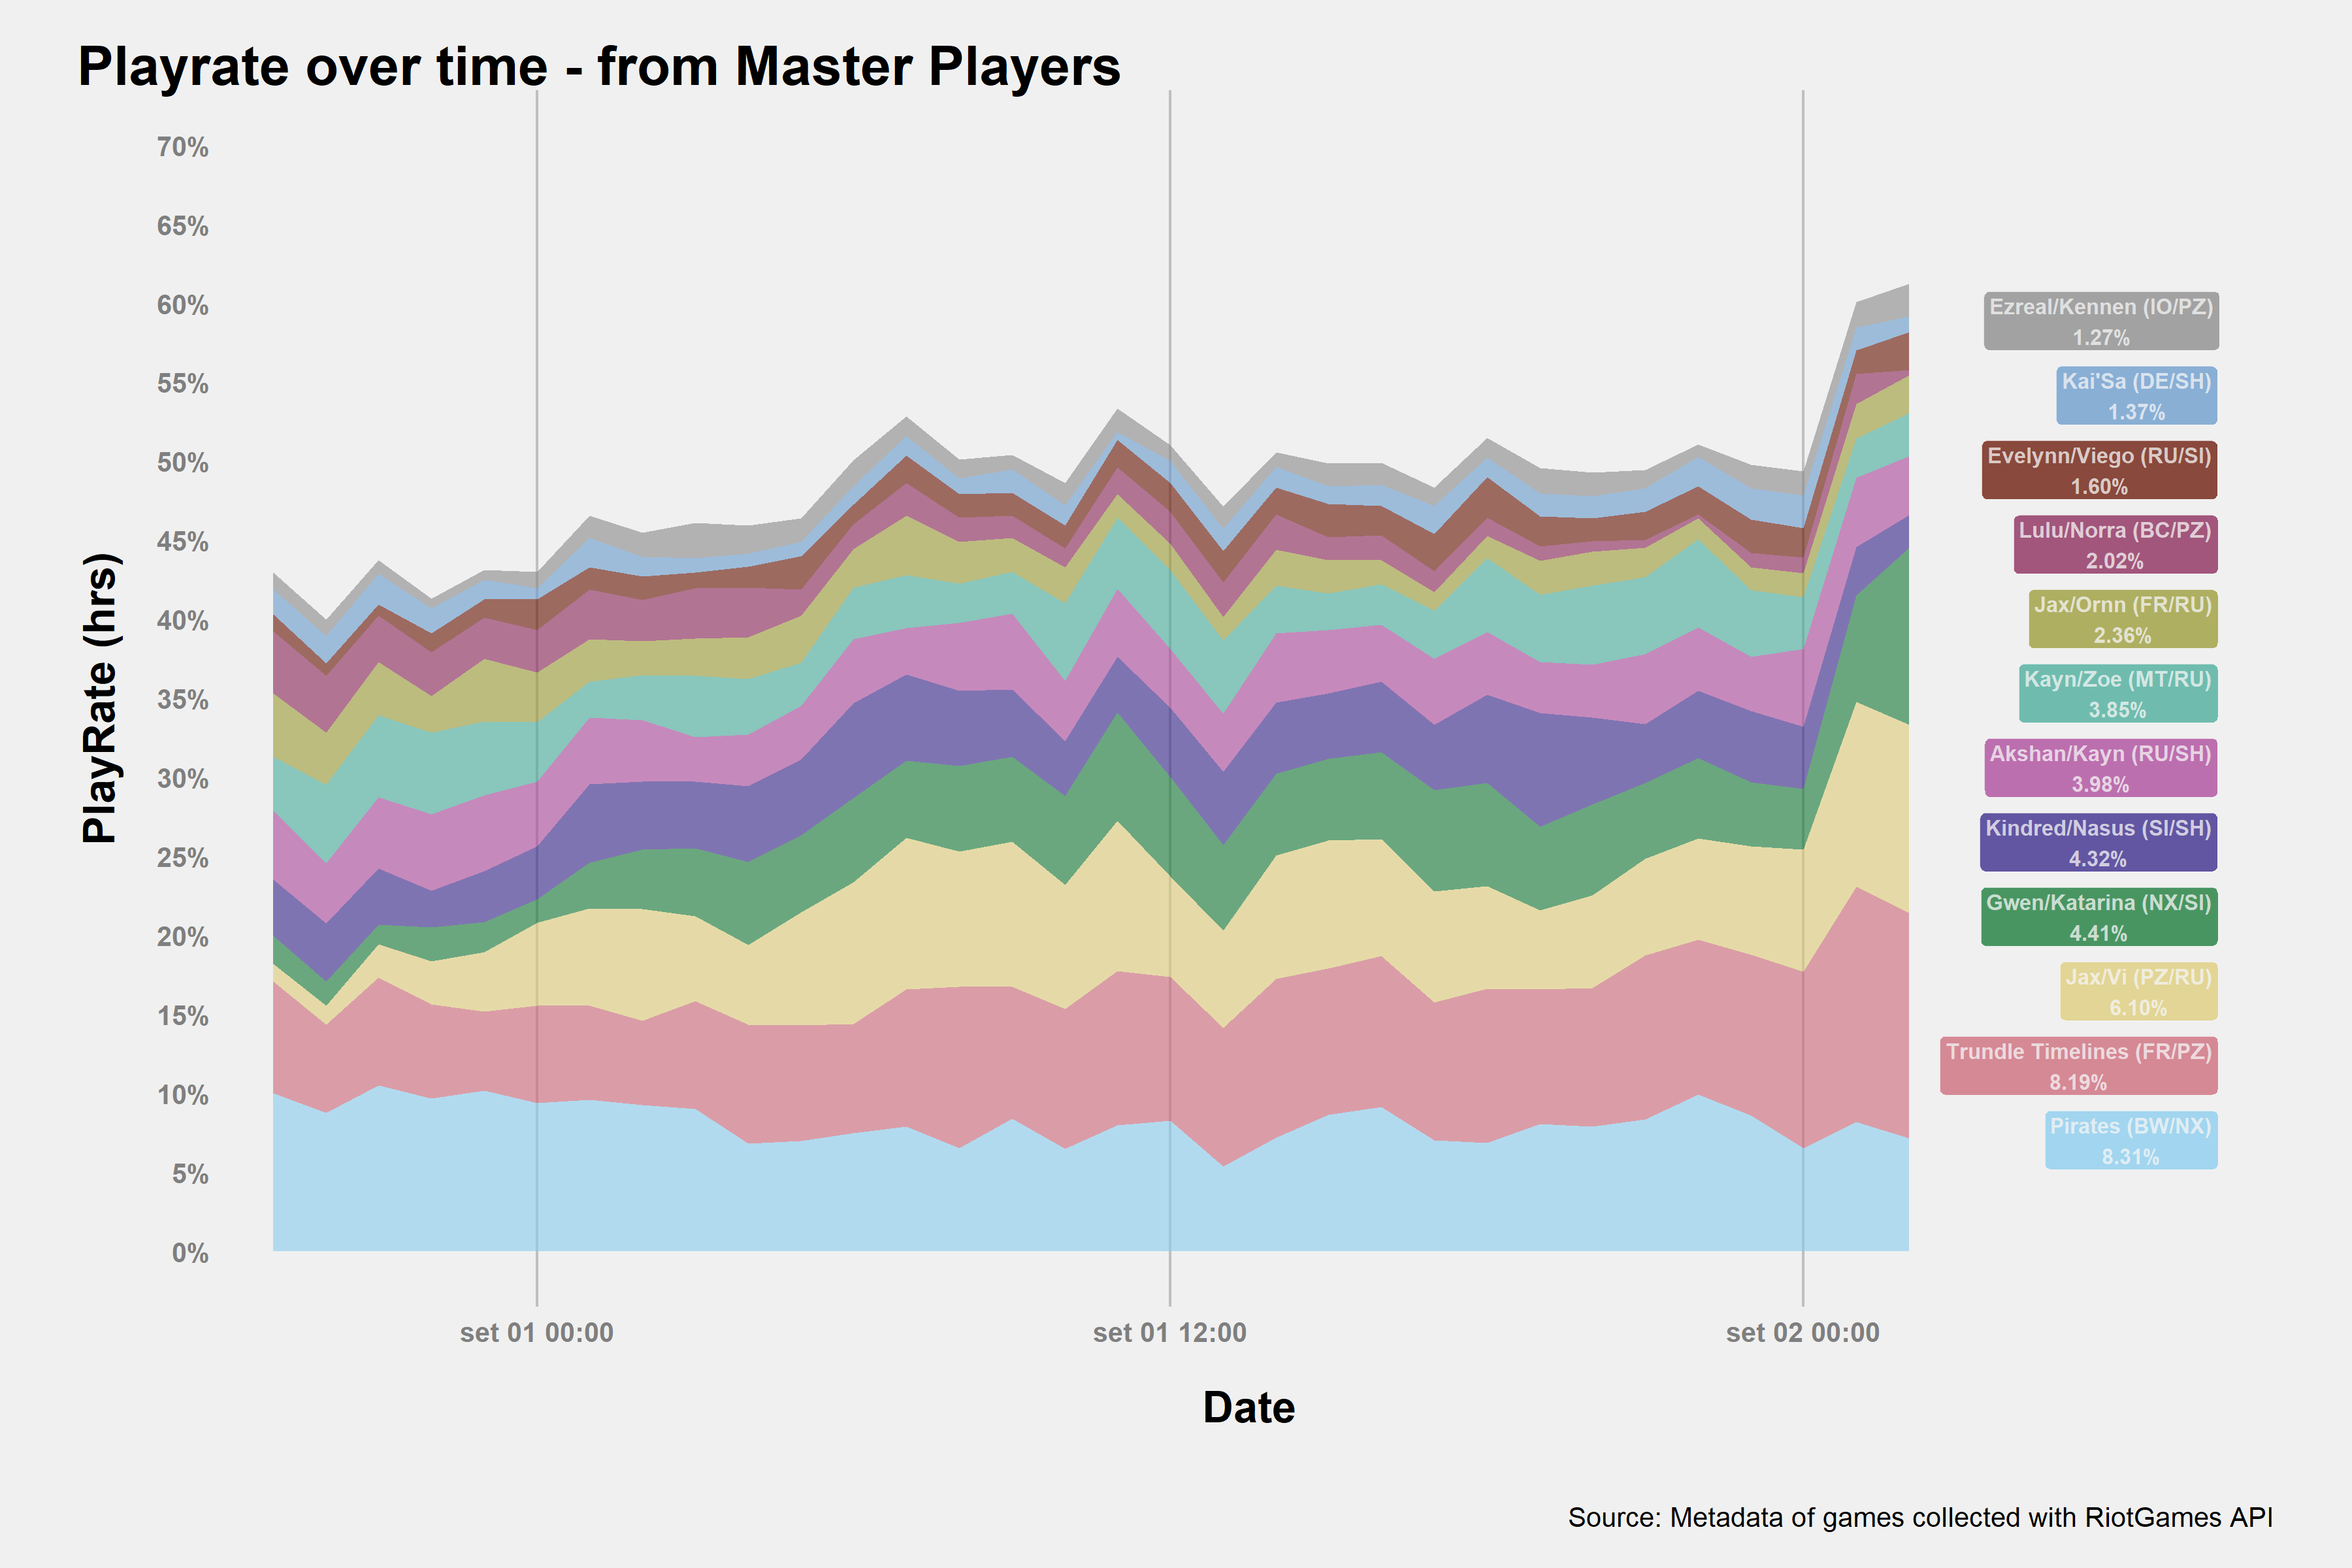 Playrate over time - from Master Players
70%
65%
60%
55%
50%
45%
40%
35%
30%
25%
20%
15%
10%
5%
0%
PlayRate (hrs)
Ezreal/Kennen (IO/PZ)
1.27%
Kai'Sa (DE/SH)
1.37%
Evelynn/Viego (RU/SI)
1.60%
Lulu/Norra (BC/PZ)
2.02%
Jax/Ornn (FR/RU)
2.36%
Kayn/Zoe (MT/RU)
3.85%
Akshan/Kayn (RU/SH)
3.98%
Kindred/Nasus (SI/SH)
4.32%
Gwen/Katarina (NX/SI)
4.41%
Jax/Vi (PZ/RU)
6.10%
Trundle Timelines (FR/PZ)
8.19%
Pirates (BW/NX)
8.31%
set 01 00:00
set 01 12:00
set 02 00:00
Date
Source: Metadata of games collected with RiotGames API